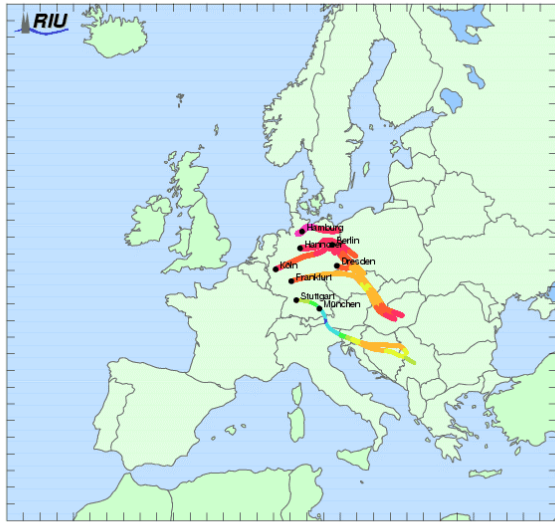 RIU
Hamburg
Hannover
Berlin
Köln
Dresden
Frankfurt
Stuttgart
München